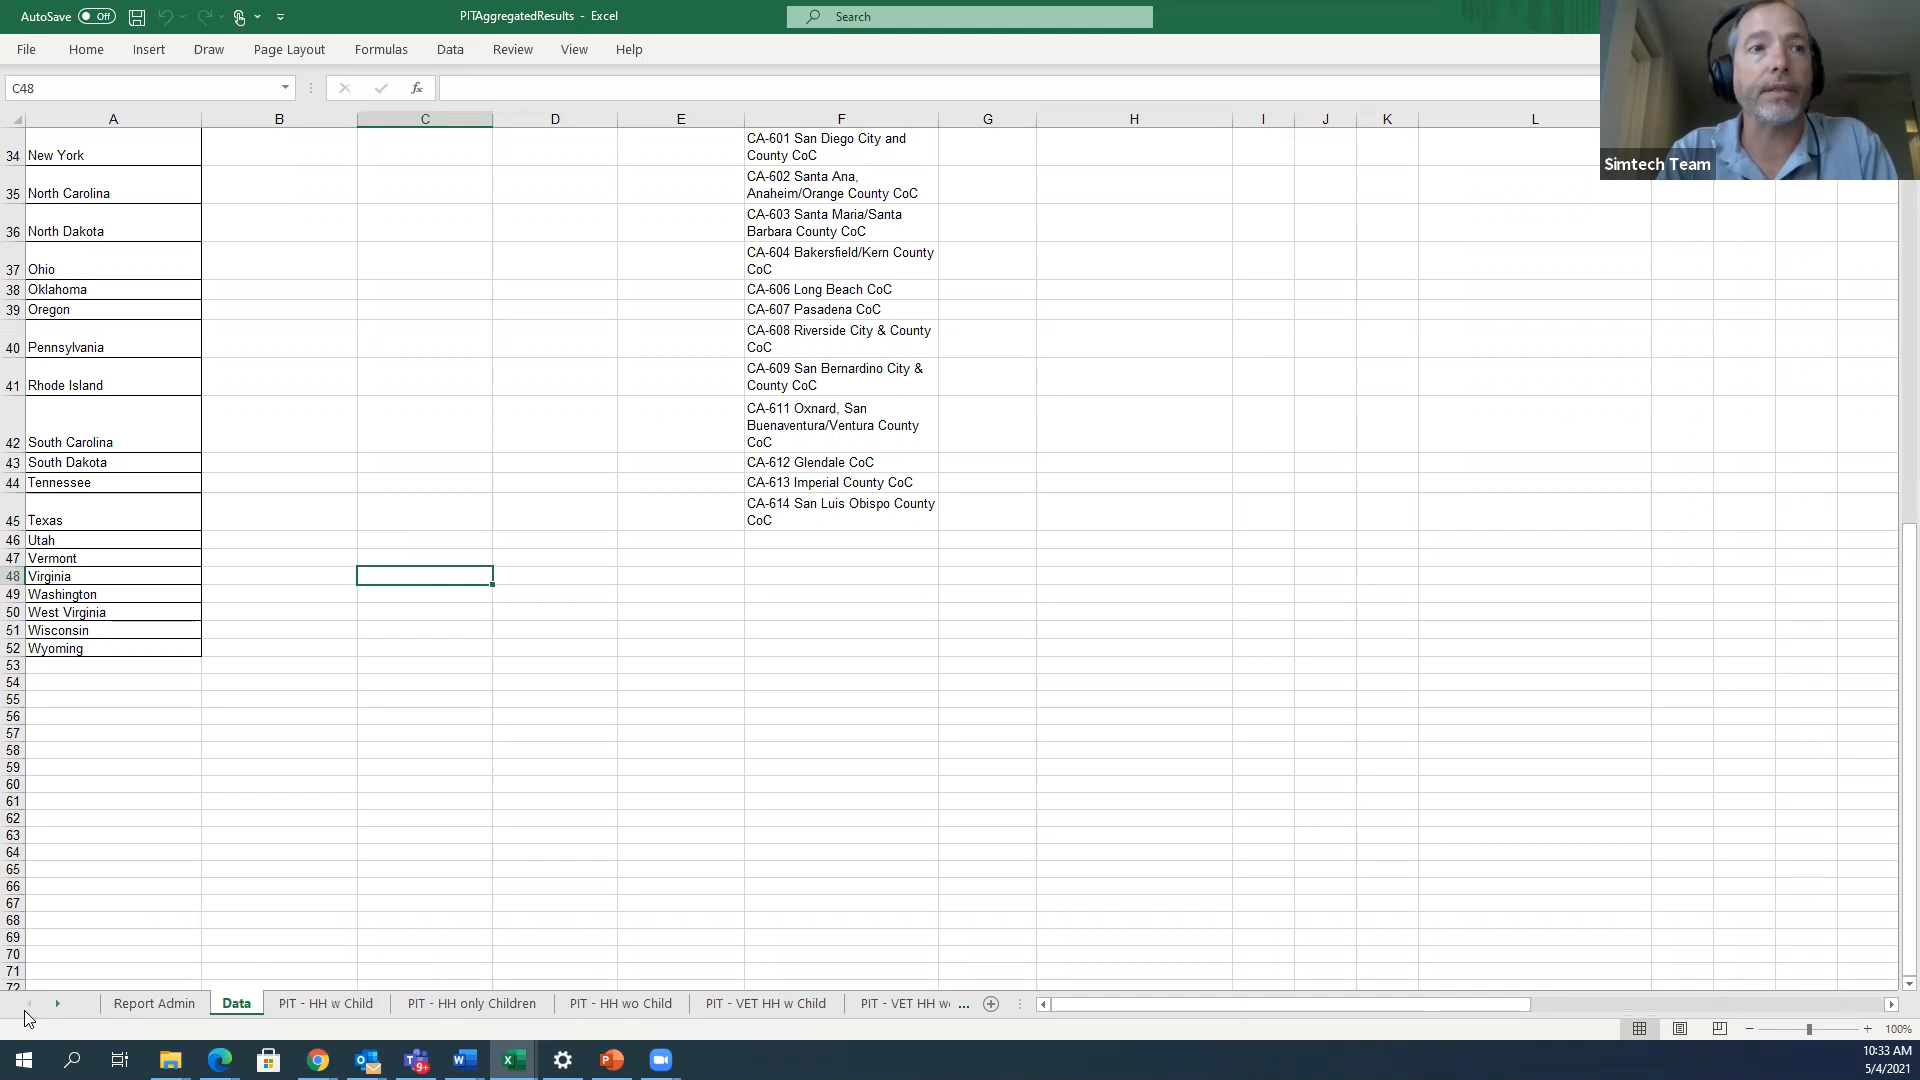 AutoSave Off PITAggregatedResults - Excel Search
File Home Insert Draw Page Layout Formulas Data Review View Help
C48 fx
A B C D E F G H I J K L
34 New York CA-601 San Diego City and
County CoC
35 North Carolina CA-602 Santa Ana,
Anaheim/Orange County CoC
36 North Dakota CA-603 Santa Maria/Santa
Barbara County CoC
37 Ohio CA-604 Bakersfield/Kern County
CoC
38 Oklahoma CA-606 Long Beach CoC
39 Oregon CA-607 Pasadena CoC
40 Pennsylvania CA-608 Riverside City & County
CoC
41 Rhode Island CA-609 San Bernardino City &
County CoC
42 South Carolina CA-611 Oxnard, San
Buenaventura/Ventura County
CoC
43 South Dakota CA-612 Glendale CoC
44 Tennessee CA-613 Imperial County CoC
45 Texas CA-614 San Luis Obispo County
CoC
46 Utah
47 Vermont
48 Virginia
49 Washington
50 West Virginia
51 Wisconsin
52 Wyoming
53
54
55
56
57
58
59
60
61
62
63
64
65
66
67
68
69
70
71
72
Simtech Team
Report Admin Data PIT - HH w Child PIT - HH only Children PIT - HH wo Child PIT - VET HH w Child PIT - VET HH w ...
100%
9+
10:33 AM
5/4/2021